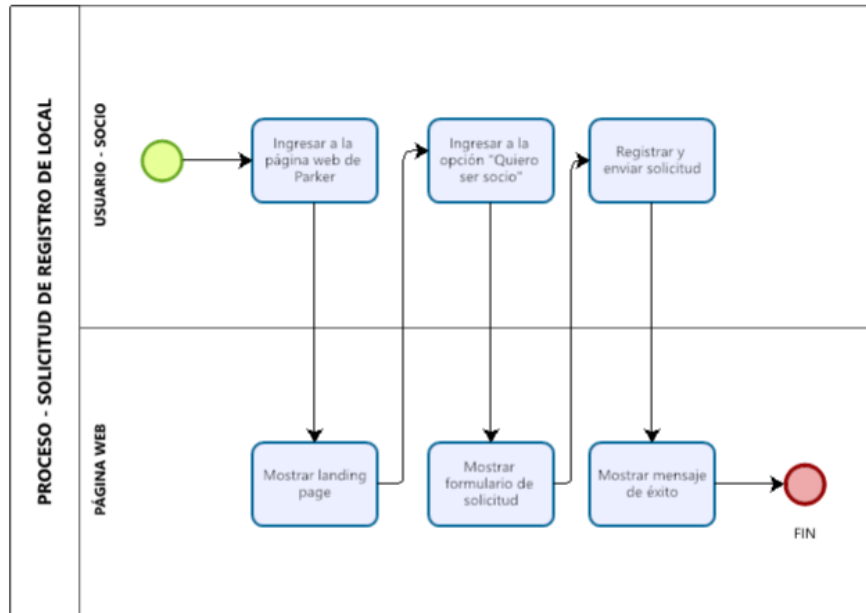 PROCESO - SOLICITUD DE REGISTRO DE LOCAL
USUARIO - SOCIO
Ingresar a la
página web de
Parker
Ingresar a la
opción "Quiero
ser socio"
Registrar y
enviar solicitud
PÁGINA WEB
Mostrar landing
page
Mostrar
formulario de
solicitud
Mostrar mensaje
de éxito
FIN